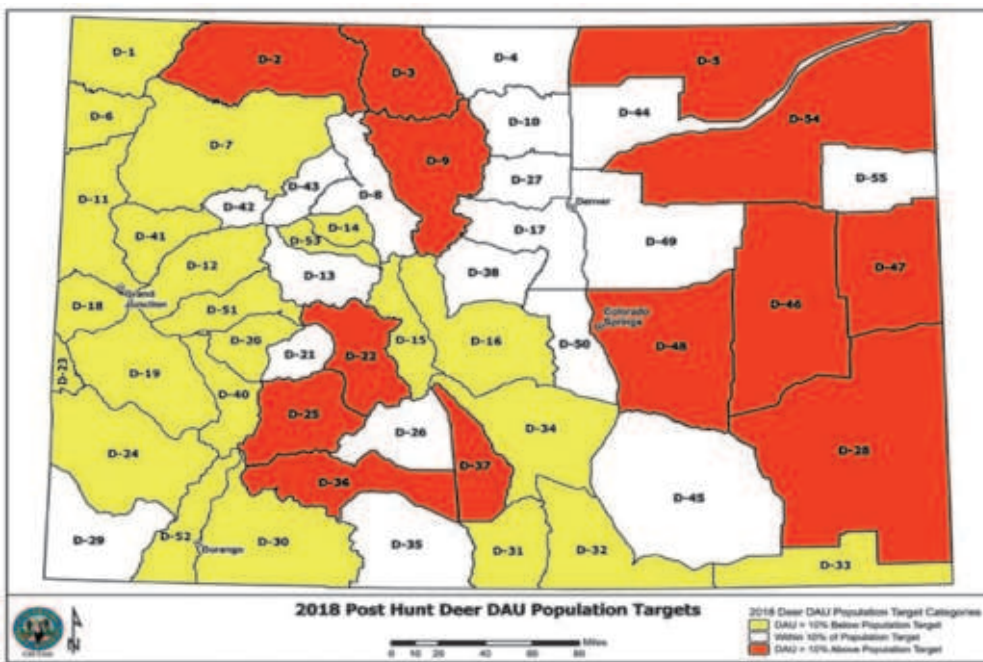 D-1
D-2
D-3
D-4
D-5
D-6
D-7
D-10
D-44
D-54
D-9
D-11
D-43
D-8
D-27
D-55
D-42
Denver
D-41
D-53
D-14
D-17
D-49
D-12
D-13
D-38
D-47
Grand
Junction
D-18
D-51
D-46
Colorado
Springs
D-20
D-21
D-22
D-15
D-16
D-50
D-48
D-23
D-19
D-40
D-25
D-26
D-34
D-24
D-37
D-28
D-36
D-45
D-29
D-52
Durango
D-30
D-35
D-31
D-32
D-33
2018 Post Hunt Deer DAU Population Targets
N
0 10 20 40 60 80 Miles
2018 Deer DAU Population Target Categories
DAU > 10% Below Population Target
Within 10% of Population Target
DAU > 10% Above Population Target